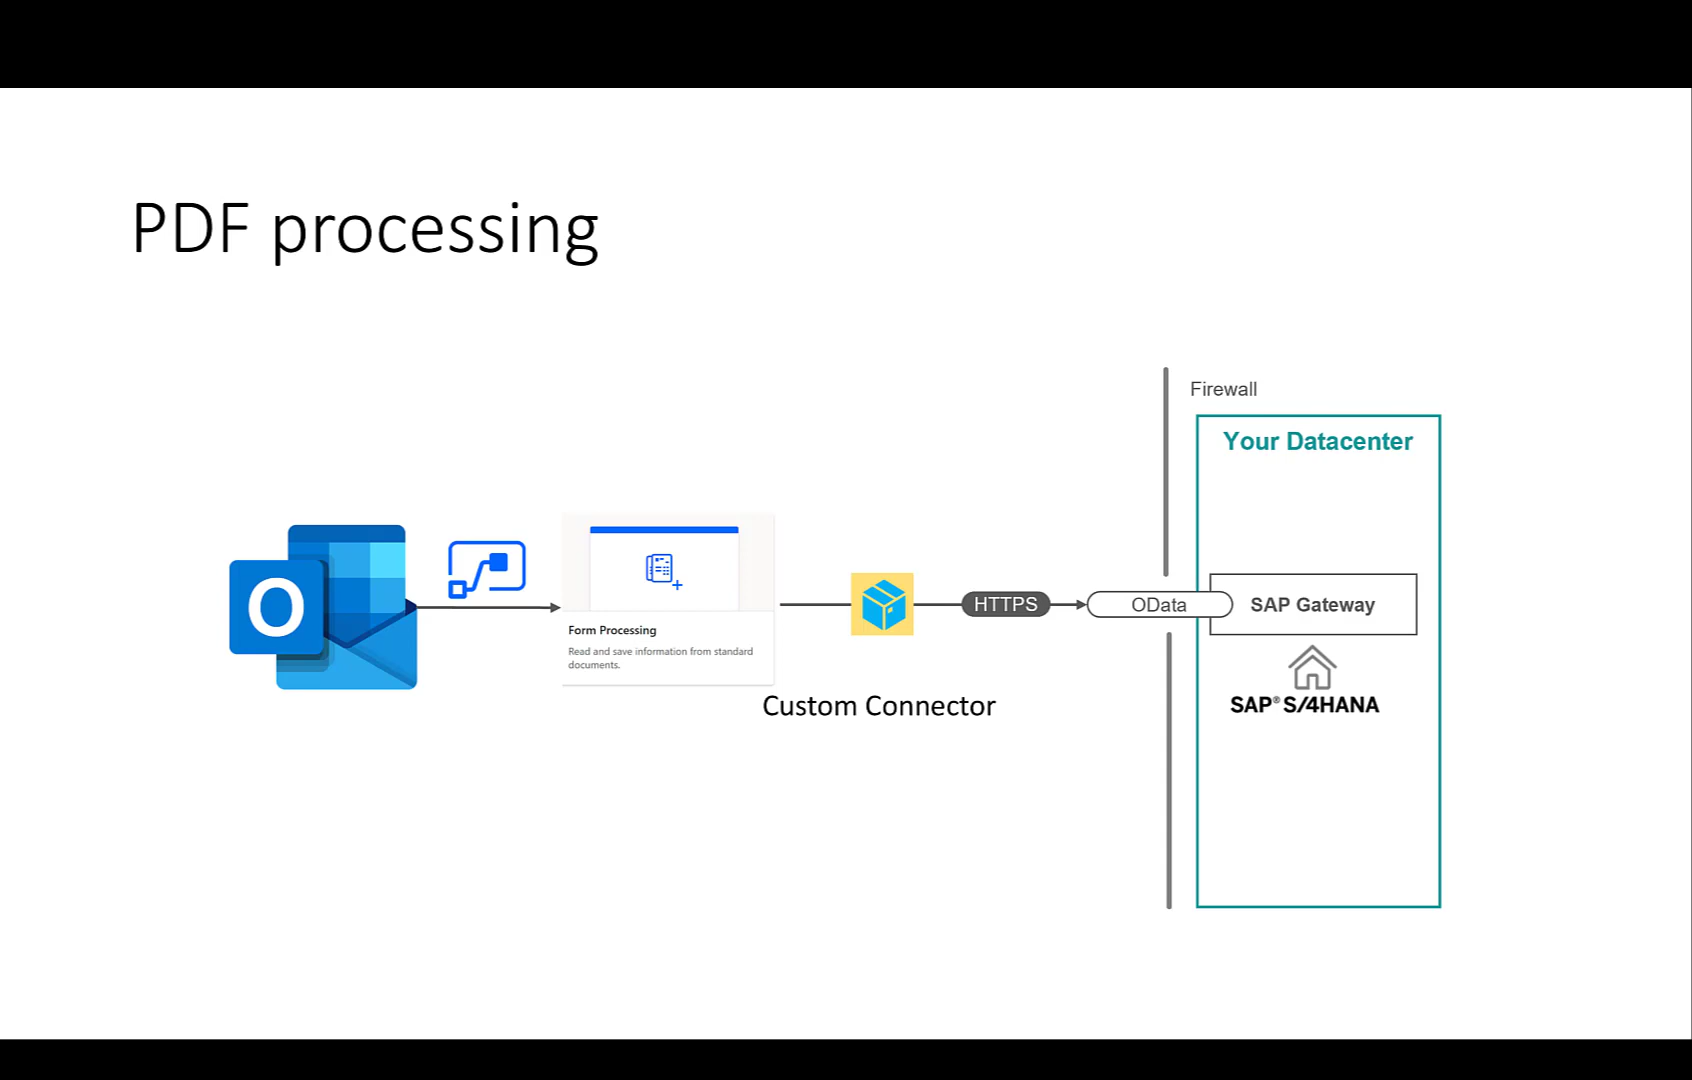 PDF processing
Firewall
Your Datacenter
O
Form Processing
Read and save information from standard
documents.
Custom Connector
HTTPS
OData
SAP Gateway
SAP® S/4HANA